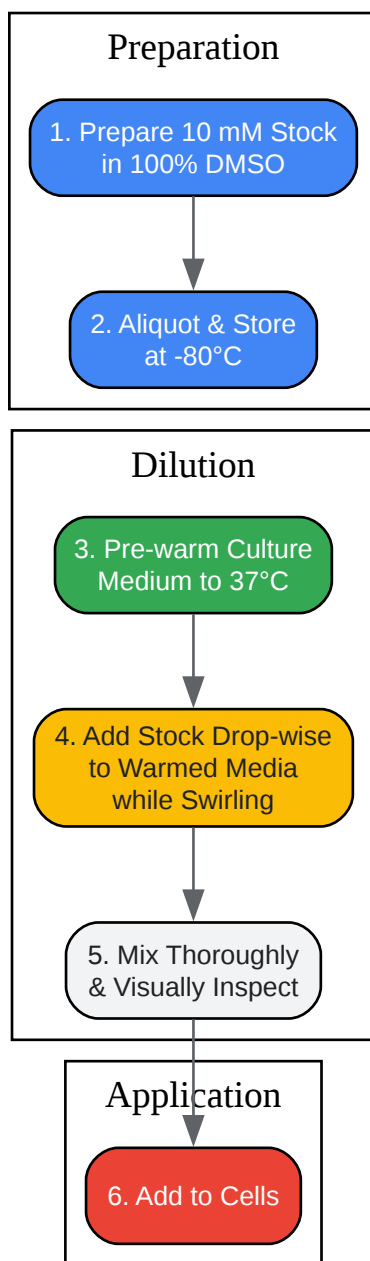 Preparation
1. Prepare 10 mM Stock
in 100% DMSO
2. Aliquot & Store
at -80°C
Dilution
3. Pre-warm Culture
Medium to 37°C
4. Add Stock Drop-wise
to Warmed Media
while Swirling
5. Mix Thoroughly
& Visually Inspect
Application
6. Add to Cells